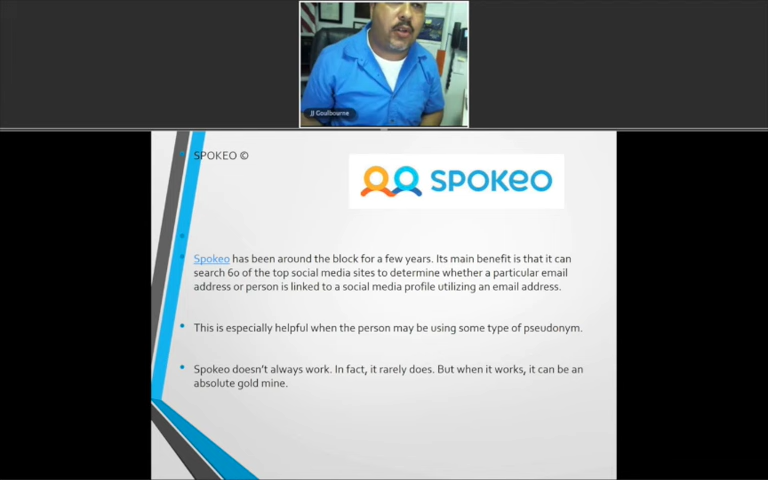 JJ Coulbourne
SPOKEO ©
SPOKEO
Spokeo has been around the block for a few years. Its main benefit is that it can
search 60 of the top social media sites to determine whether a particular email
address or person is linked to a social media profile utilizing an email address.
This is especially helpful when the person may be using some type of pseudonym.
Spokeo doesn't always work. In fact, it rarely does. But when it works, it can be an
absolute gold mine.